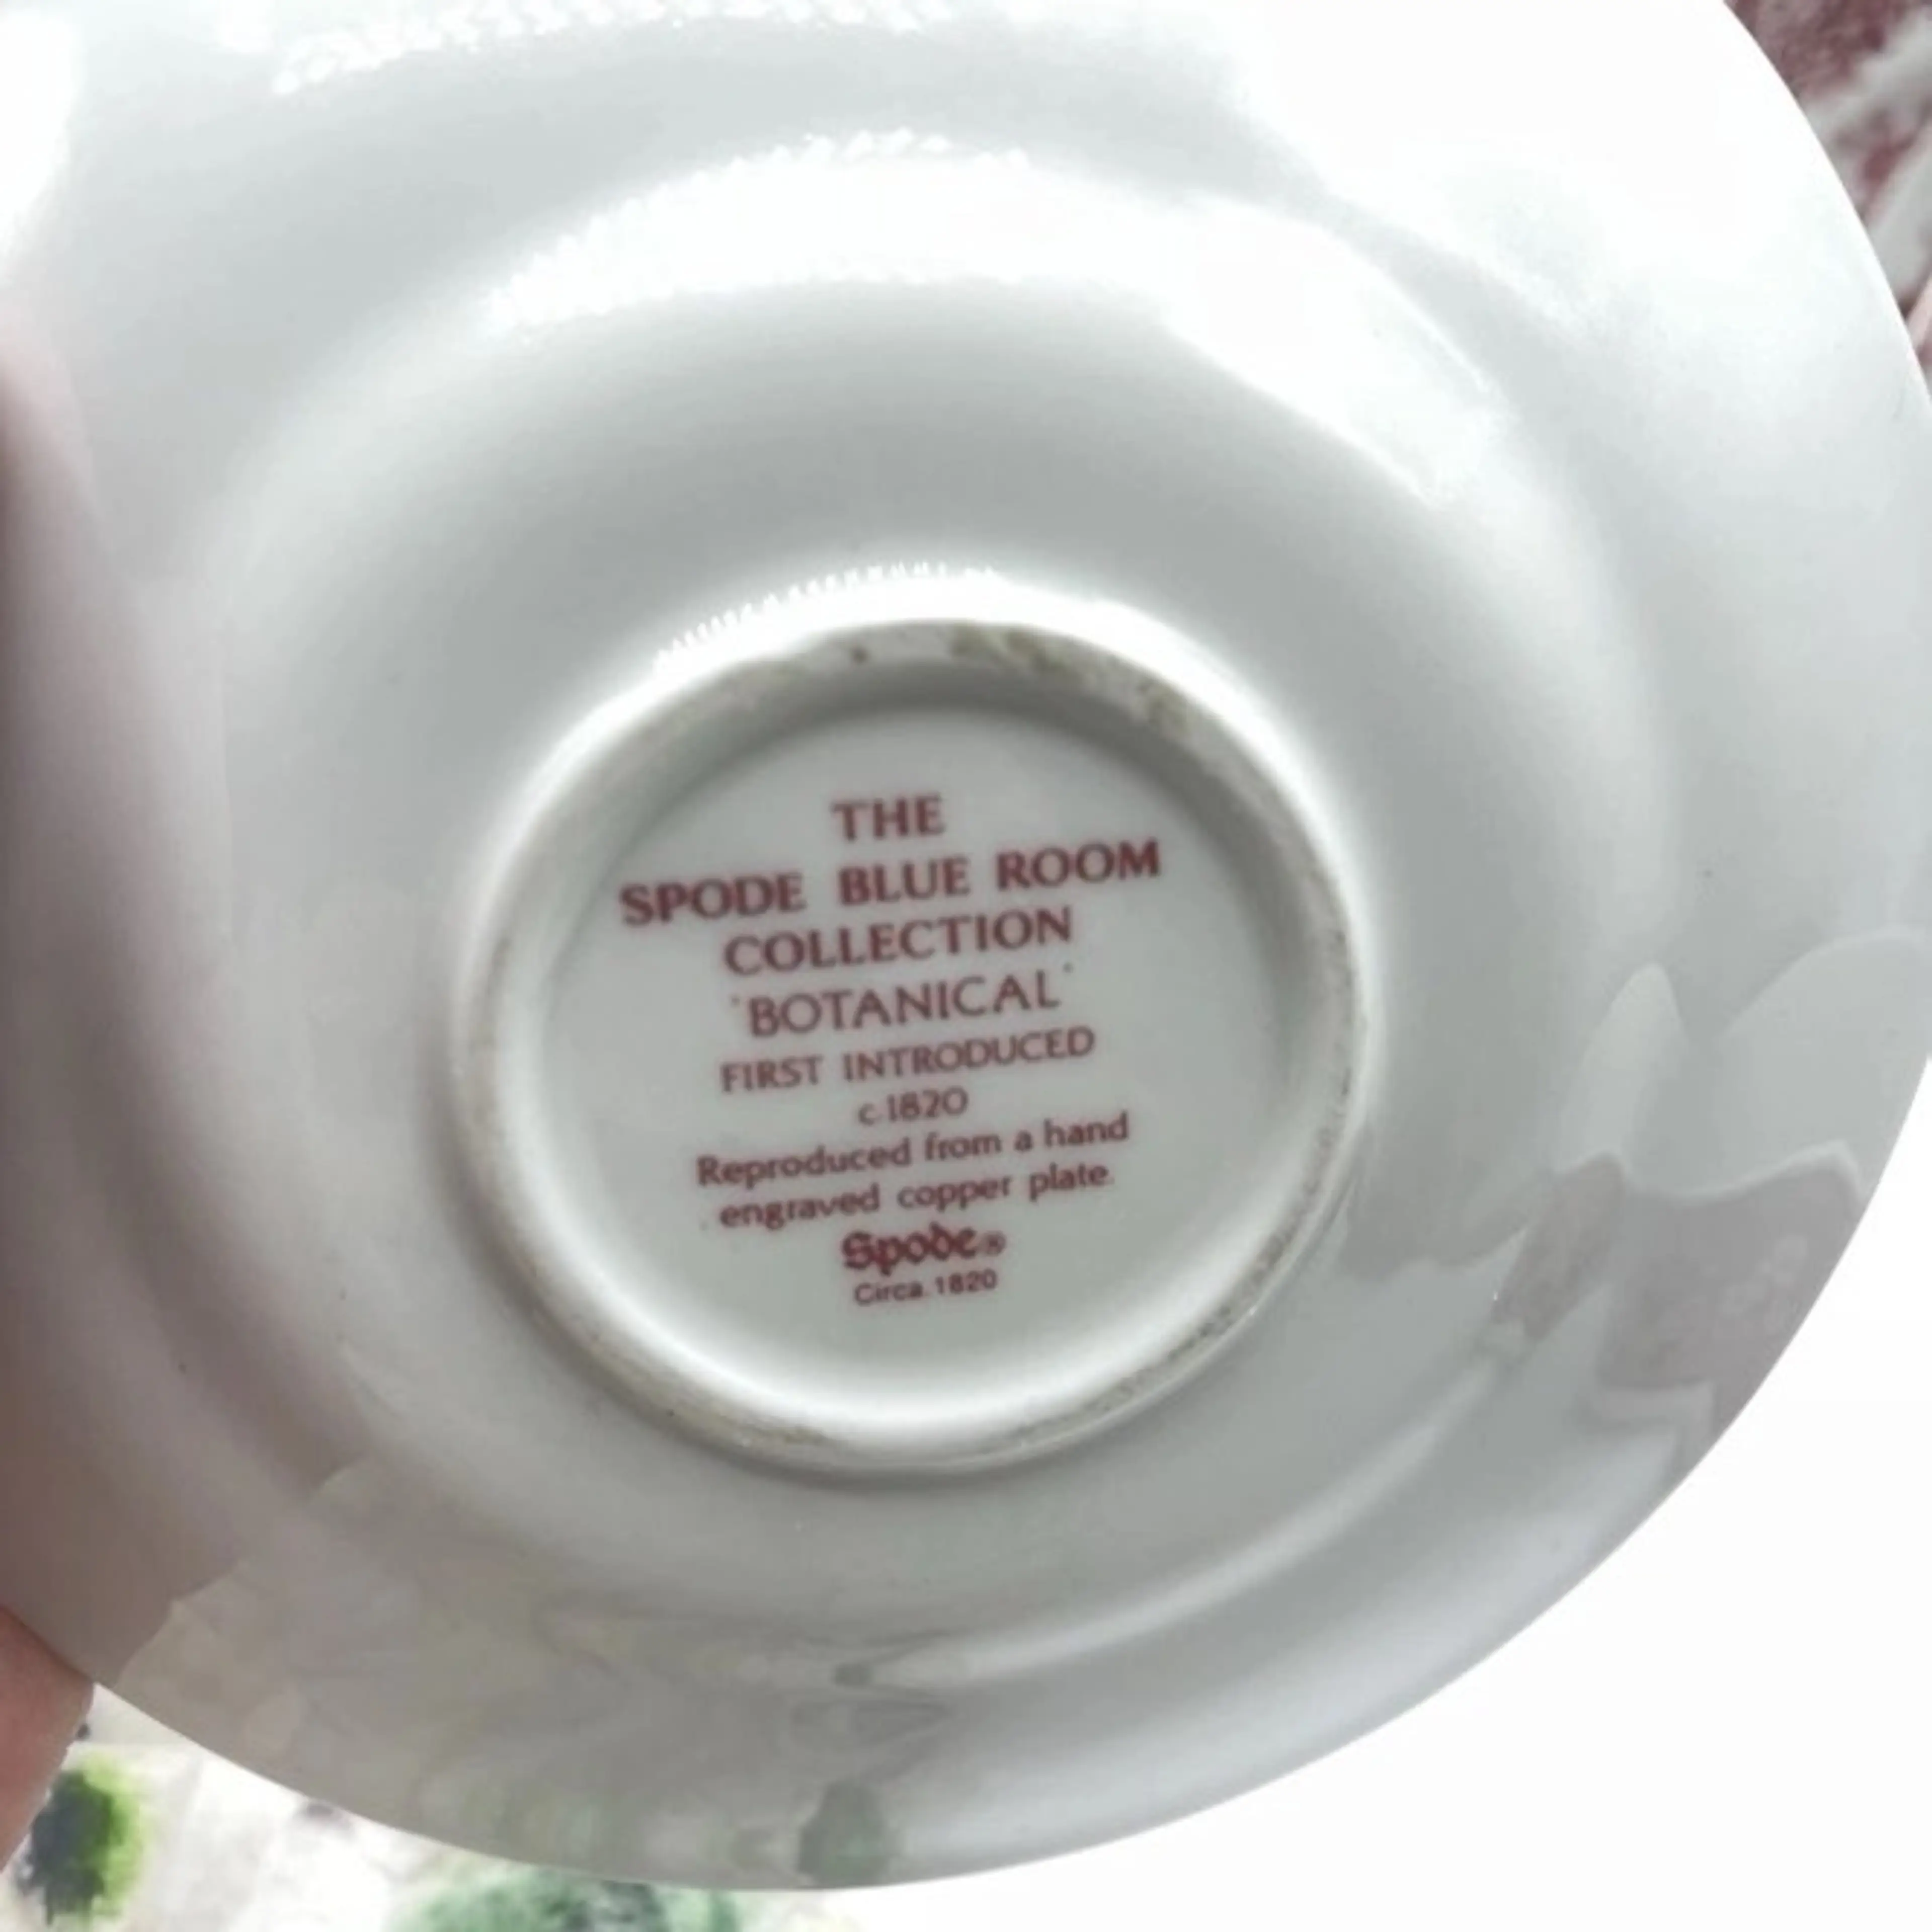 THE
SPODE BLUE ROOM
COLLECTION
'BOTANICAL'
FIRST INTRODUCED
c.1820
Reproduced from a hand
engraved copper plate.
Spode®
Circa. 1820